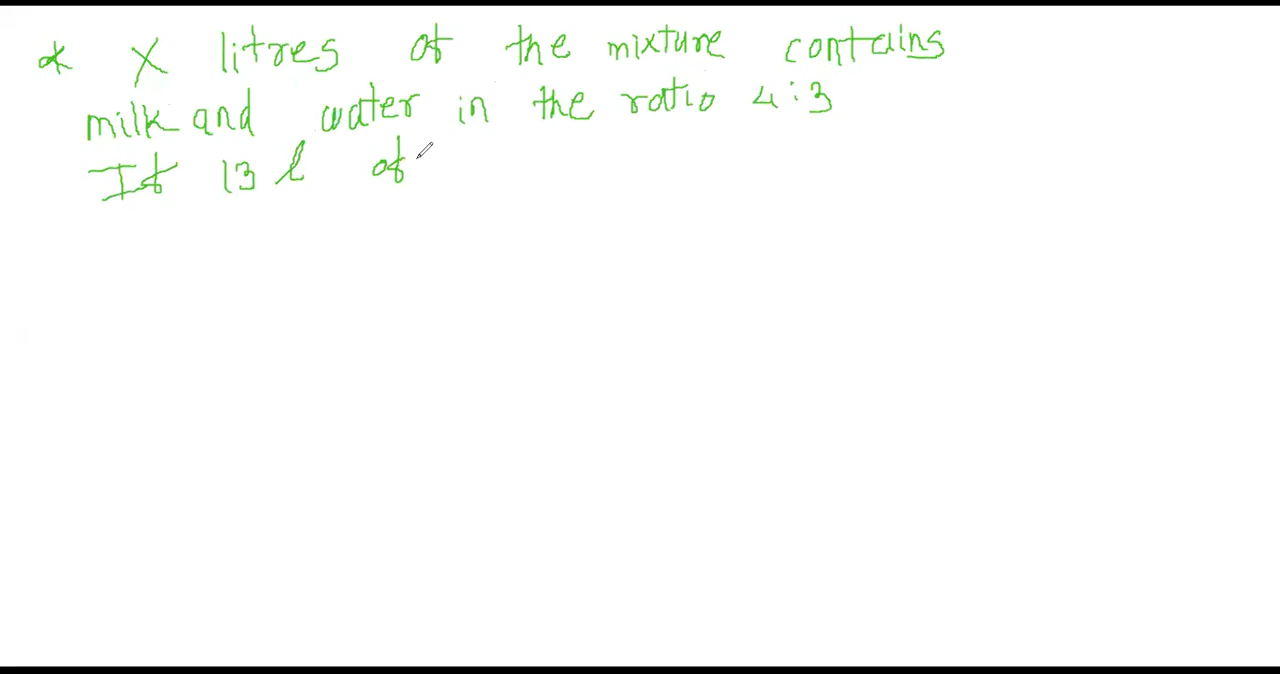 * X litres of the mixture contains
milk and water in the ratio 4:3
If 13 l of